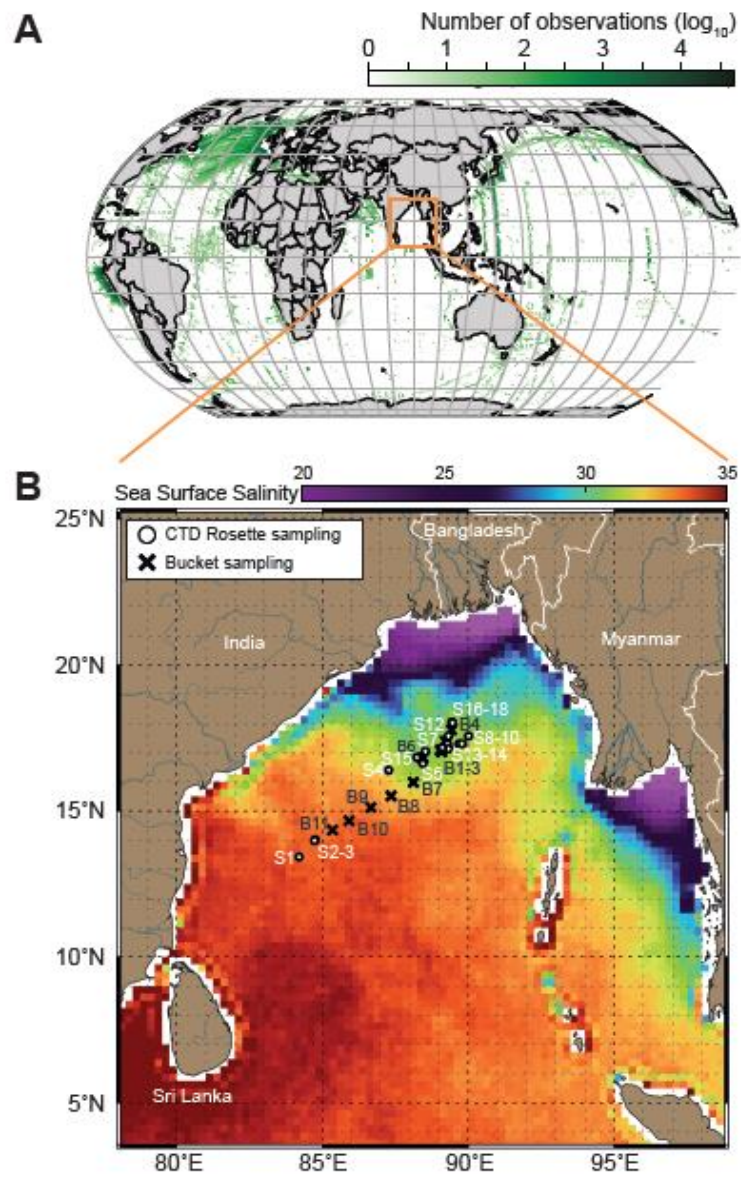 A
Number of observations (log10)
0 1 2 3 4
B
Sea Surface Salinity
20 25 30 35
25°N
20°N
15°N
10°N
5°N
CTD Rosette sampling
Bucket sampling
Bangladesh
India
Myanmar
S16-18
S12 B4
S7 S8-10
B6
S15 S13-14
S4 S5 B1-3
B7
B9 B8
B11 B10
S1 S2-3
Sri Lanka
80°E 85°E 90°E 95°E